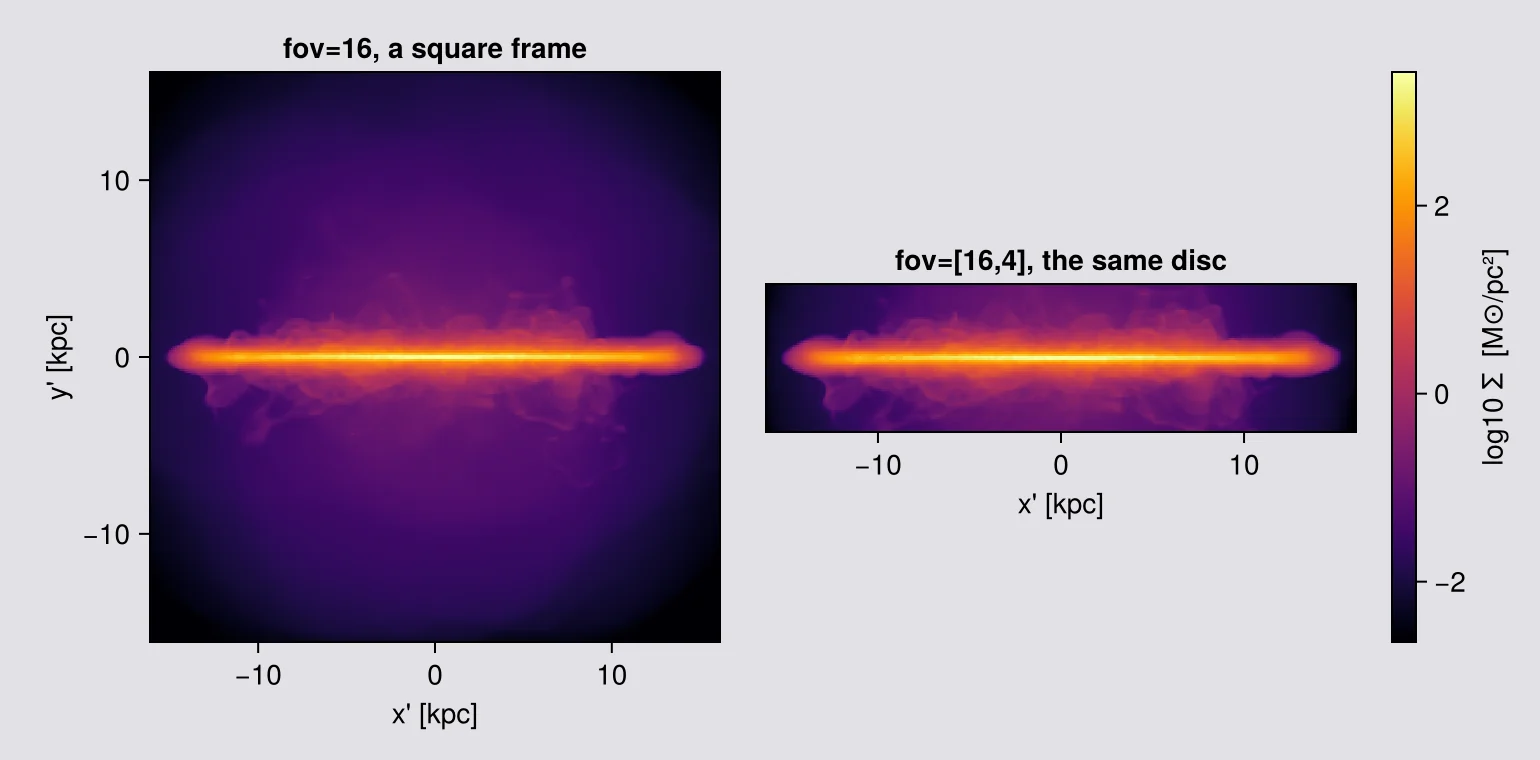 fov=16, a square frame
10
0
−10
y' [kpc]
−10 0 10
x' [kpc]
fov=[16,4], the same disc
−10 0 10
x' [kpc]
2
0
−2
log10 Σ [M⊙/pc²]